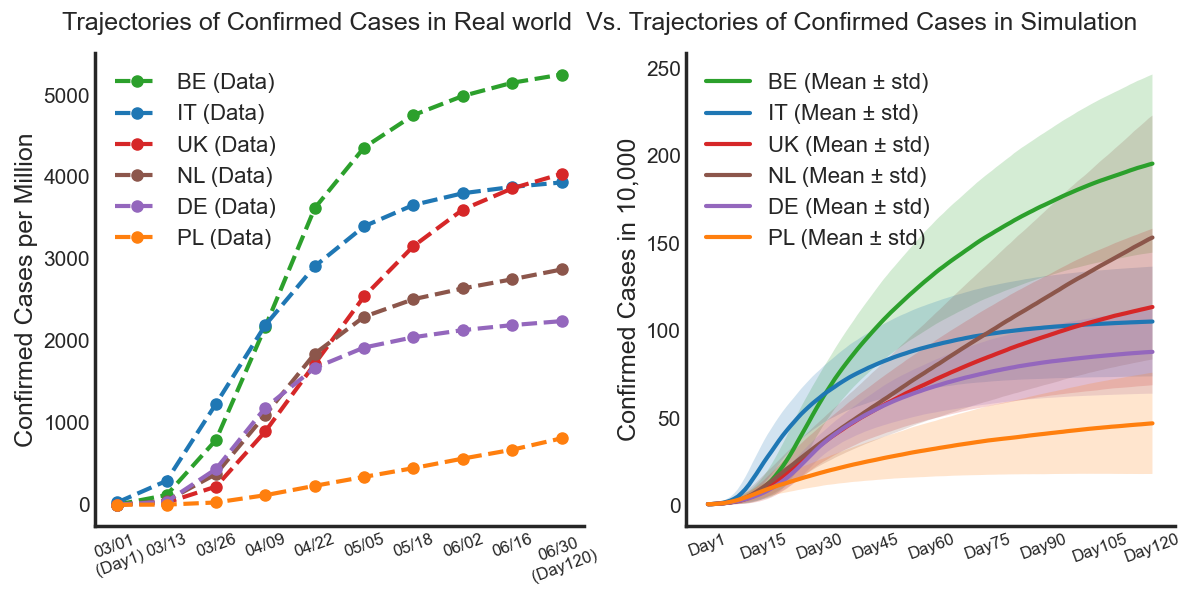 Trajectories of Confirmed Cases in Real world Vs. Trajectories of Confirmed Cases in Simulation
Confirmed Cases per Million
5000
4000
3000
2000
1000
0
BE (Data)
IT (Data)
UK (Data)
NL (Data)
DE (Data)
PL (Data)
03/01 03/13 03/26 04/09 04/22 05/05 05/18 06/02 06/16 06/30
(Day1) (Day120)
Confirmed Cases in 10,000
250
200
150
100
50
0
BE (Mean ± std)
IT (Mean ± std)
UK (Mean ± std)
NL (Mean ± std)
DE (Mean ± std)
PL (Mean ± std)
Day1 Day15 Day30 Day45 Day60 Day75 Day90 Day105 Day120